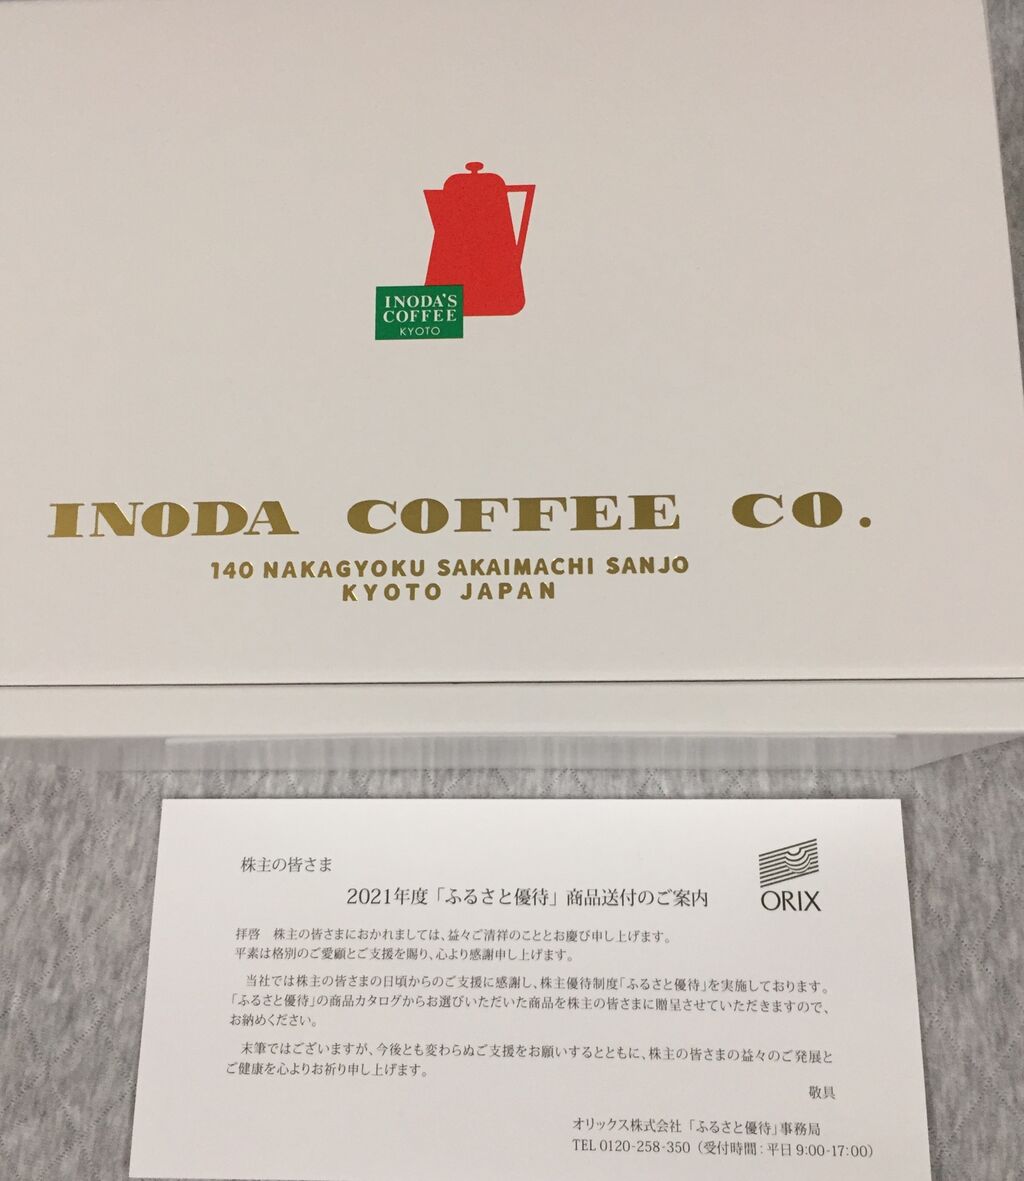 INODA'S
COFFEE
KYOTO
INODA COFFEE CO.
140 NAKAGYOKU SAKAIMACHI SANJO
KYOTO JAPAN
株主の皆さま
2021年度「ふるさと優待」商品送付のご案内
ORIX
拝啓 株主の皆さまにおかれましては、益々ご清祥のこととお慶び申し上げます。
平素は格別のご愛顧とご支援を賜り、心より感謝申し上げます。
当社では株主の皆さまの日頃からのご支援に感謝し、株主優待制度「ふるさと優待」を実施しております。
「ふるさと優待」の商品カタログからお選びいただいた商品を株主の皆さまに贈呈させていただきますので、
お納めください。
末筆ではございますが、今後とも変わらぬご支援をお願いするとともに、株主の皆さまの益々のご発展と
ご健康を心よりお祈り申し上げます。
敬具
オリックス株式会社「ふるさと優待」事務局
TEL 0120-258-350（受付時間：平日9:00-17:00）